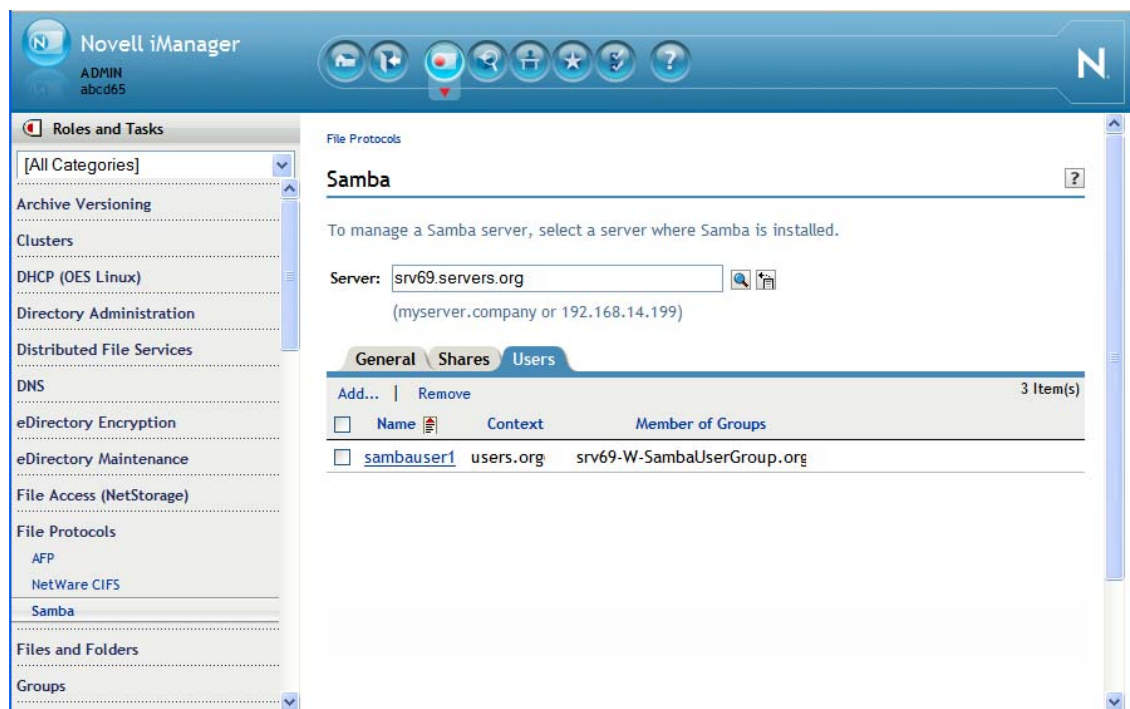 Novell iManager
ADMIN
abcd65
N
Roles and Tasks
[All Categories]
Archive Versioning
Clusters
DHCP (OES Linux)
Directory Administration
Distributed File Services
DNS
eDirectory Encryption
eDirectory Maintenance
File Access (NetStorage)
File Protocols
AFP
NetWare CIFS
Samba
Files and Folders
Groups
File Protocols
Samba
?
To manage a Samba server, select a server where Samba is installed.
Server: srv69.servers.org
(myserver.company or 192.168.14.199)
General Shares Users
Add... | Remove 3 Item(s)
Name Context Member of Groups
sambauser1 users.org srv69-W-SambaUserGroup.org